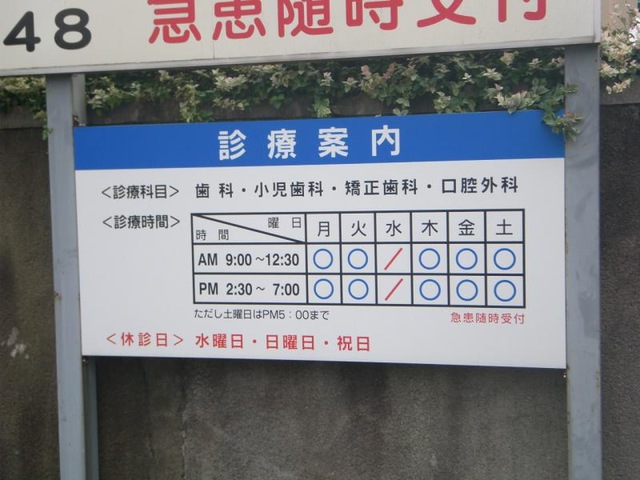 48 急患随時受付
診療案内
<診療科目> 歯科・小児歯科・矯正歯科・口腔外科
<診療時間> 曜日 時間 月 火 水 木 金 土
AM 9:00~12:30 ○ ○ / ○ ○ ○
PM 2:30~ 7:00 ○ ○ / ○ ○ ○
ただし土曜日はPM5:00まで 急患随時受付
<休診日> 水曜日・日曜日・祝日